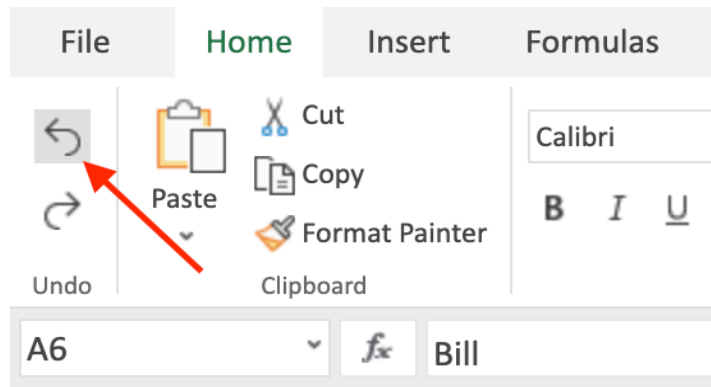 File Home Insert Formulas
Cut
Calibri
Copy
Paste
B I U
Format Painter
Undo Clipboard
A6 fx Bill